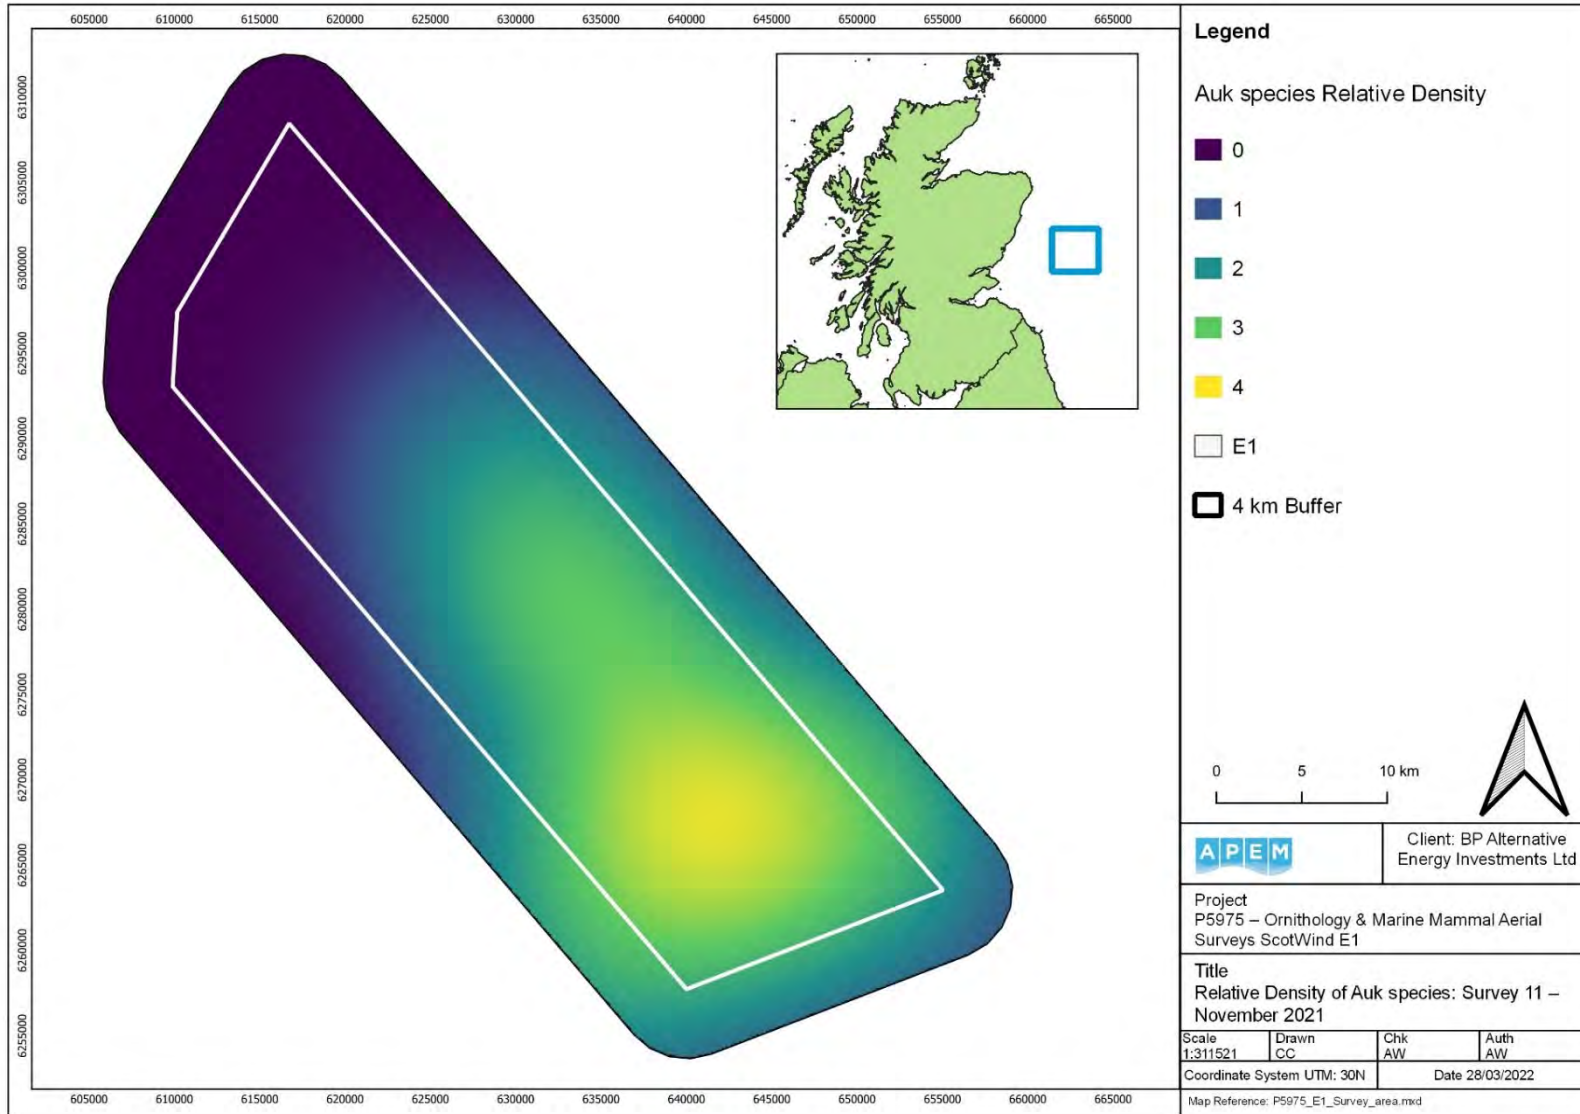 605000 610000 615000 620000 625000 630000 635000 640000 645000 650000 655000 660000 665000
6310000
6305000
6300000
6295000
6290000
6285000
6280000
6275000
6270000
6265000
6260000
6255000
605000 610000 615000 620000 625000 630000 635000 640000 645000 650000 655000 660000 665000
Legend
Auk species Relative Density
0
1
2
3
4
E1
4 km Buffer
0 5 10 km
APEM
Client: BP Alternative
Energy Investments Ltd
Project
P5975 – Ornithology & Marine Mammal Aerial
Surveys ScotWind E1
Title
Relative Density of Auk species: Survey 11 –
November 2021
Scale Drawn Chk Auth
1:311521 CC AW AW
Coordinate System UTM: 30N Date 28/03/2022
Map Reference: P5975_E1_Survey_area.mxd